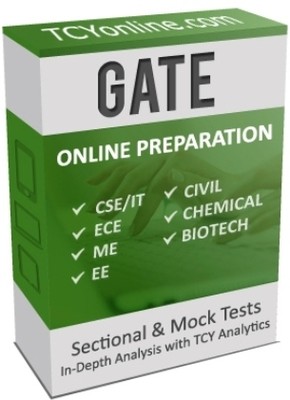 TCYonline.com
GATE
ONLINE PREPARATION
✓ CSE/IT
✓ ECE
✓ ME
✓ EE
✓ CIVIL
✓ CHEMICAL
✓ BIOTECH
Sectional & Mock Tests
In-Depth Analysis with TCY Analytics